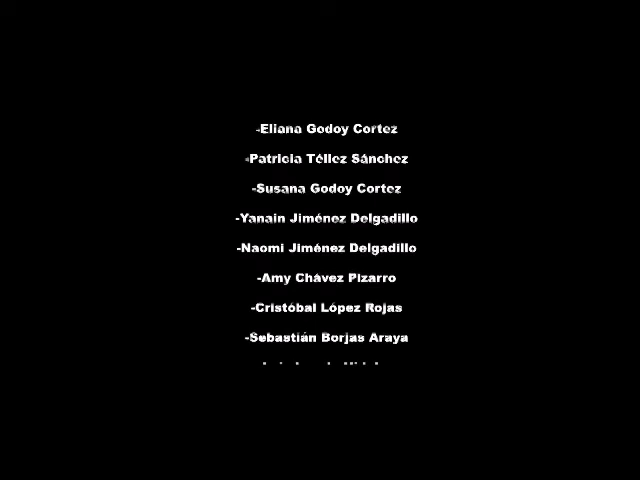 -Eliana Godoy Cortez
-Patricia Téllez Sánchez
-Susana Godoy Cortez
-Yanain Jiménez Delgadillo
-Naomi Jiménez Delgadillo
-Amy Chávez Pizarro
-Cristóbal López Rojas
-Sebastián Borjas Araya